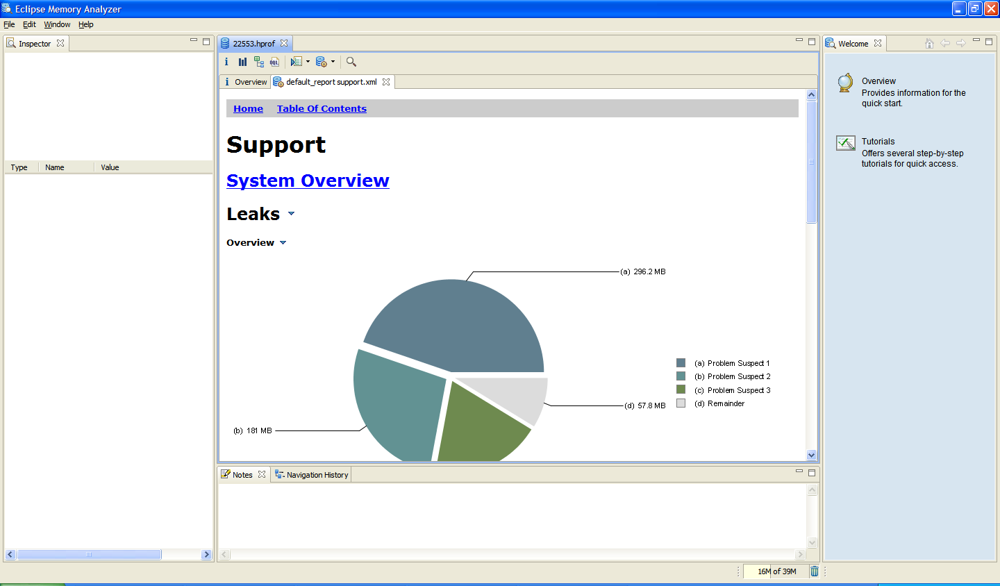 Eclipse Memory Analyzer
File Edit Window Help
Inspector
Type Name Value
22553.hprof
OQL
Overview default_report support.xml
Home Table Of Contents
Support
System Overview
Leaks
Overview
(a) 296.2 MB
(b) 181 MB
(d) 57.8 MB
(a) Problem Suspect 1
(b) Problem Suspect 2
(c) Problem Suspect 3
(d) Remainder
Notes Navigation History
Welcome
Overview
Provides information for the
quick start.
Tutorials
Offers several step-by-step
tutorials for quick access.
16M of 39M